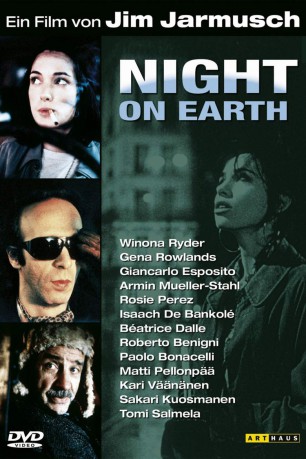 Ein Film von Jim Jarmusch
NIGHT
ON EARTH
Winona Ryder
Gena Rowlands
Giancarlo Esposito
Armin Mueller-Stahl
Rosie Perez
Isaach De Bankolé
Béatrice Dalle
Roberto Benigni
Paolo Bonacelli
Matti Pellonpää
Kari Väänänen
Sakari Kuosmanen
Tomi Salmela
DVD
VIDEO
ARTHAUS